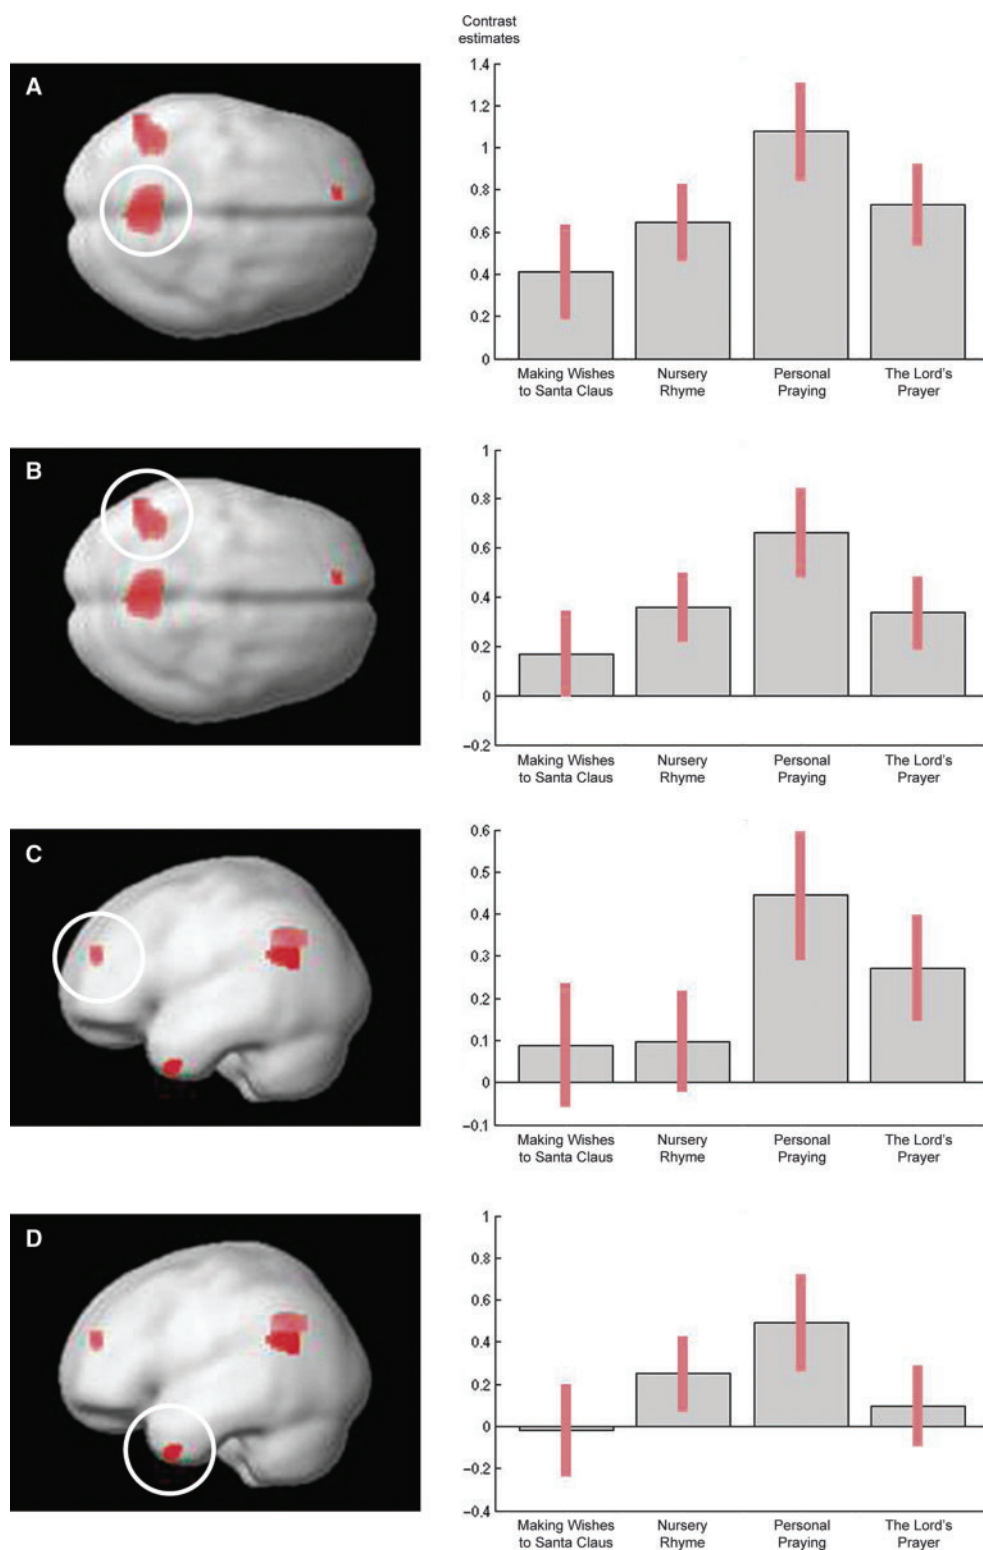 Contrast
estimates
A
1.4
1.2
1
0.8
0.6
0.4
0.2
0
Making Wishes
to Santa Claus
Nursery
Rhyme
Personal
Praying
The Lord's
Prayer
B
1
0.8
0.6
0.4
0.2
0
–0.2
Making Wishes
to Santa Claus
Nursery
Rhyme
Personal
Praying
The Lord's
Prayer
C
0.6
0.5
0.4
0.3
0.2
0.1
0
–0.1
Making Wishes
to Santa Claus
Nursery
Rhyme
Personal
Praying
The Lord's
Prayer
D
1
0.8
0.6
0.4
0.2
0
–0.2
–0.4
Making Wishes
to Santa Claus
Nursery
Rhyme
Personal
Praying
The Lord's
Prayer